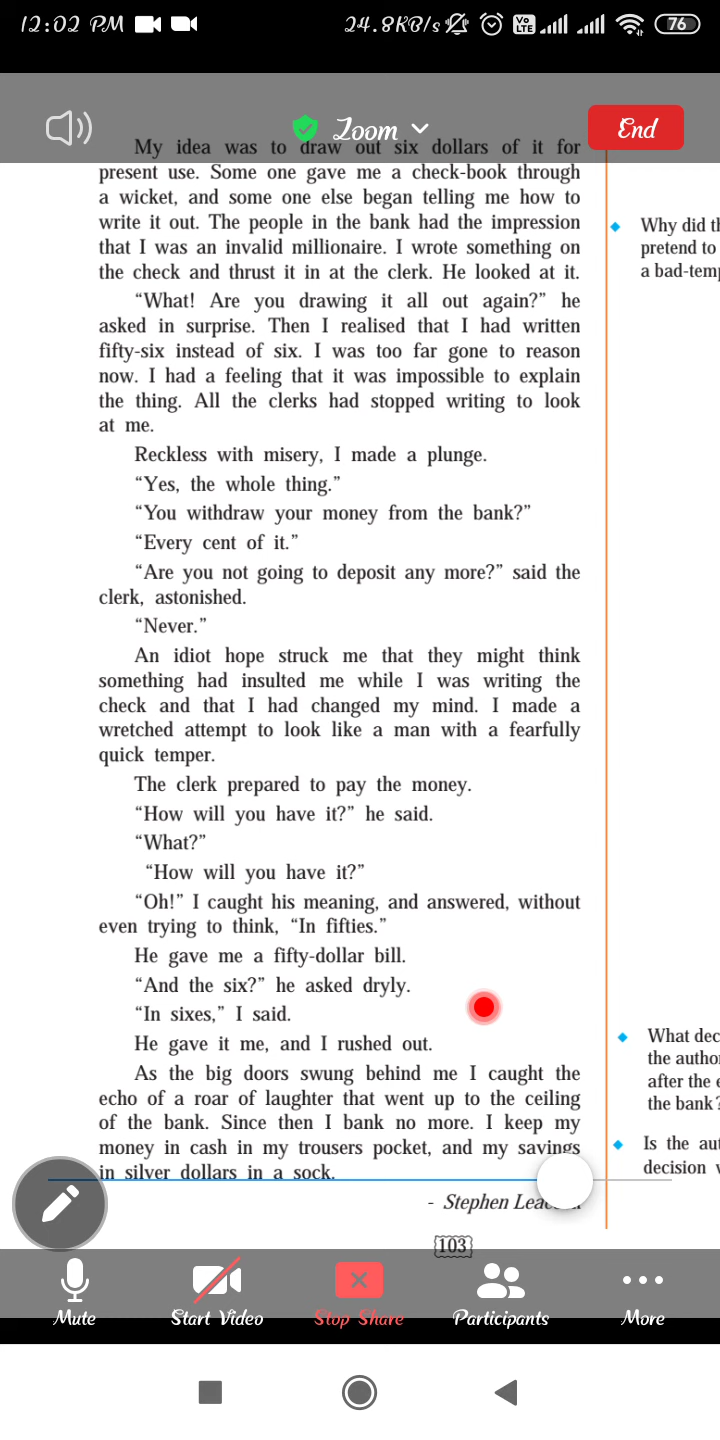 12:02 PM
24.8KB/s
Vo LTE
76
Zoom
End
My idea was to draw out six dollars of it for
present use. Some one gave me a check-book through
a wicket, and some one else began telling me how to
write it out. The people in the bank had the impression
that I was an invalid millionaire. I wrote something on
the check and thrust it in at the clerk. He looked at it.
“What! Are you drawing it all out again?” he
asked in surprise. Then I realised that I had written
fifty-six instead of six. I was too far gone to reason
now. I had a feeling that it was impossible to explain
the thing. All the clerks had stopped writing to look
at me.
Reckless with misery, I made a plunge.
“Yes, the whole thing.”
“You withdraw your money from the bank?”
“Every cent of it.”
“Are you not going to deposit any more?” said the
clerk, astonished.
“Never.”
An idiot hope struck me that they might think
something had insulted me while I was writing the
check and that I had changed my mind. I made a
wretched attempt to look like a man with a fearfully
quick temper.
The clerk prepared to pay the money.
“How will you have it?” he said.
“What?”
“How will you have it?”
“Oh!” I caught his meaning, and answered, without
even trying to think, “In fifties.”
He gave me a fifty-dollar bill.
“And the six?” he asked dryly.
“In sixes,” I said.
He gave it me, and I rushed out.
As the big doors swung behind me I caught the
echo of a roar of laughter that went up to the ceiling
of the bank. Since then I bank no more. I keep my
money in cash in my trousers pocket, and my savings
in silver dollars in a sock.
- Stephen
103
Why did
pretend to
a
What
the
after the
the bank?
Is the
decision
Mute
Start Video
Stop Share
Participants
More